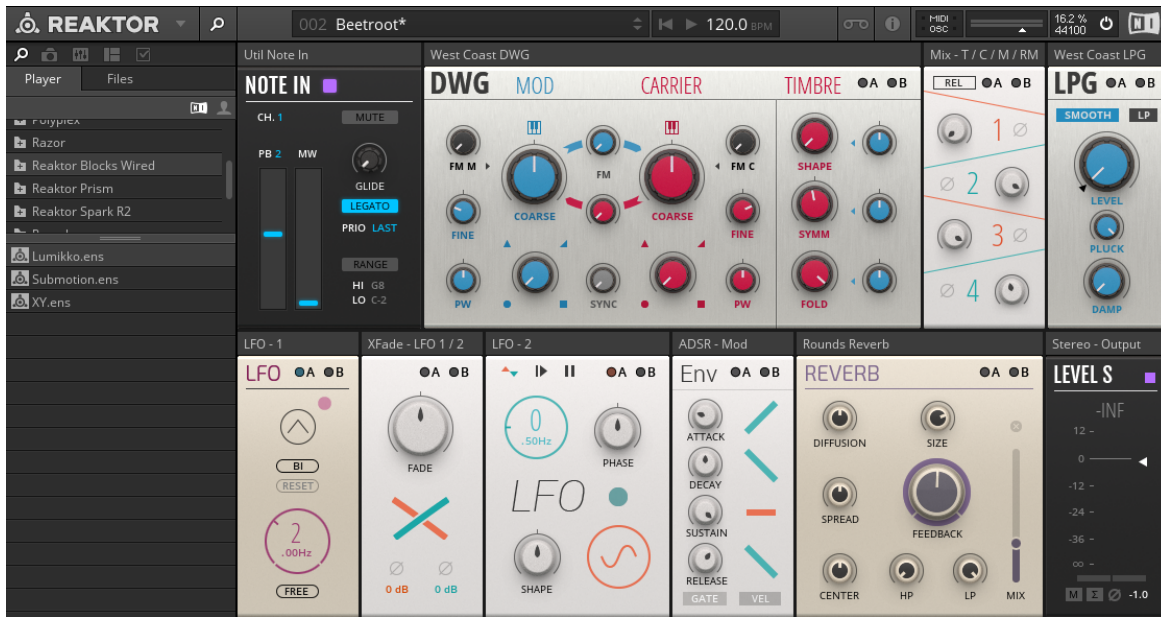 REAKTOR
002 Beetroot*
120.0 BPM
MIDI
OSC
16.2 %
44100
NI
Player
Files
NI
Polyplex
Razor
Reaktor Blocks Wired
Reaktor Prism
Reaktor Spark R2
Lumikko.ens
Submotion.ens
XY.ens
Util Note In
NOTE IN
CH. 1
MUTE
PB 2
MW
GLIDE
LEGATO
PRIO LAST
RANGE
HI G8
LO C-2
West Coast DWG
DWG
MOD
CARRIER
TIMBRE
A
B
FM M
COARSE
FM
COARSE
FM C
FINE
FINE
PW
SYNC
PW
SHAPE
SYMM
FOLD
Mix - T / C / M / RM
REL
A
B
1
2
3
4
West Coast LPG
LPG
A
B
SMOOTH
LP
LEVEL
PLUCK
DAMP
LFO - 1
LFO
A
B
BI
RESET
2
.00Hz
FREE
XFade - LFO 1 / 2
A
B
FADE
0 dB
0 dB
LFO - 2
A
B
0
.50Hz
PHASE
LFO
SHAPE
ADSR - Mod
Env
A
B
ATTACK
DECAY
SUSTAIN
RELEASE
GATE
VEL
Rounds Reverb
REVERB
A
B
DIFFUSION
SIZE
SPREAD
FEEDBACK
CENTER
HP
LP
MIX
Stereo - Output
LEVEL S
-INF
12 -
0
-12 -
-24 -
-36 -
∞ -
M
Σ
-1.0